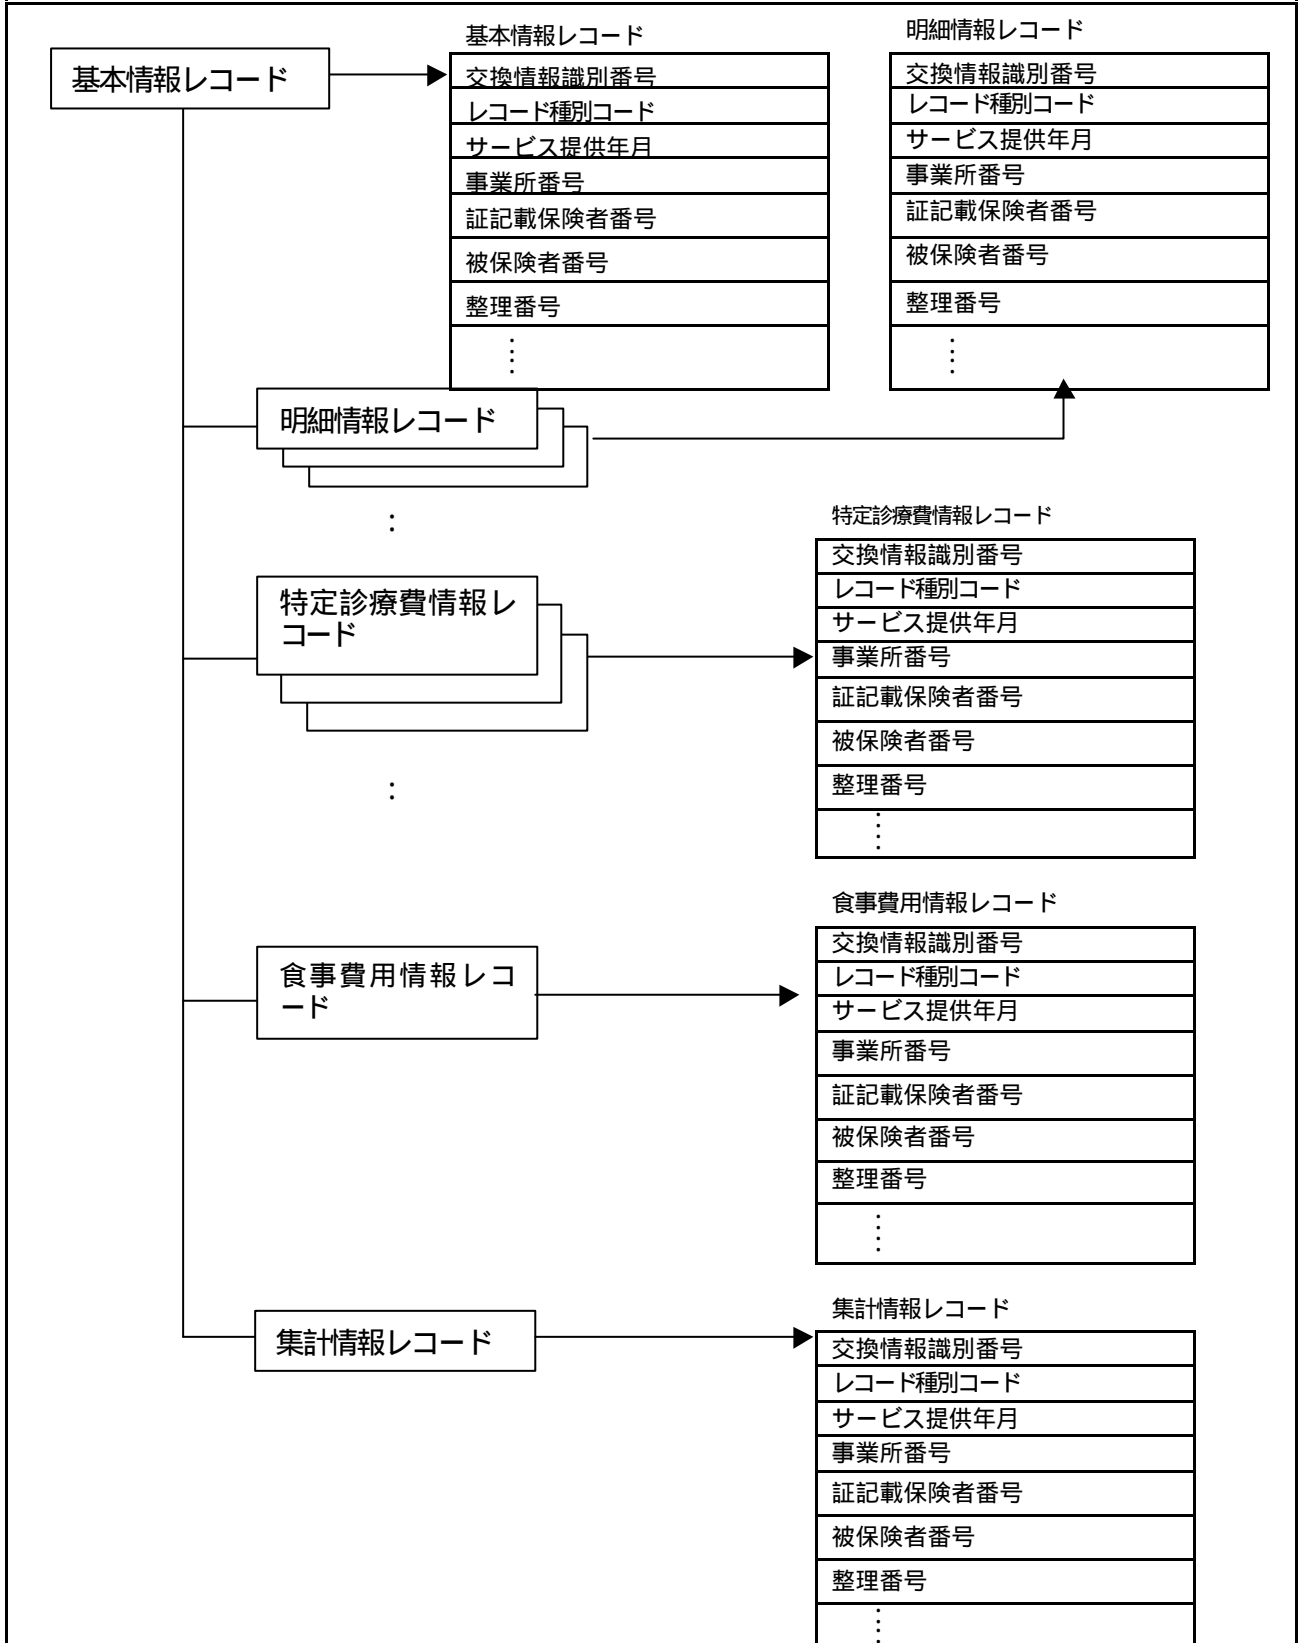 基本情報レコード
基本情報レコード
交換情報識別番号
レコード種別コード
サービス提供年月
事業所番号
証記載保険者番号
被保険者番号
整理番号
︙
明細情報レコード
交換情報識別番号
レコード種別コード
サービス提供年月
事業所番号
証記載保険者番号
被保険者番号
整理番号
︙
明細情報レコード
：
特定診療費情報レ
コード
：
特定診療費情報レコード
交換情報識別番号
レコード種別コード
サービス提供年月
事業所番号
証記載保険者番号
被保険者番号
整理番号
︙
食事費用情報レコ
ード
食事費用情報レコード
交換情報識別番号
レコード種別コード
サービス提供年月
事業所番号
証記載保険者番号
被保険者番号
整理番号
︙
集計情報レコード
集計情報レコード
交換情報識別番号
レコード種別コード
サービス提供年月
事業所番号
証記載保険者番号
被保険者番号
整理番号
︙